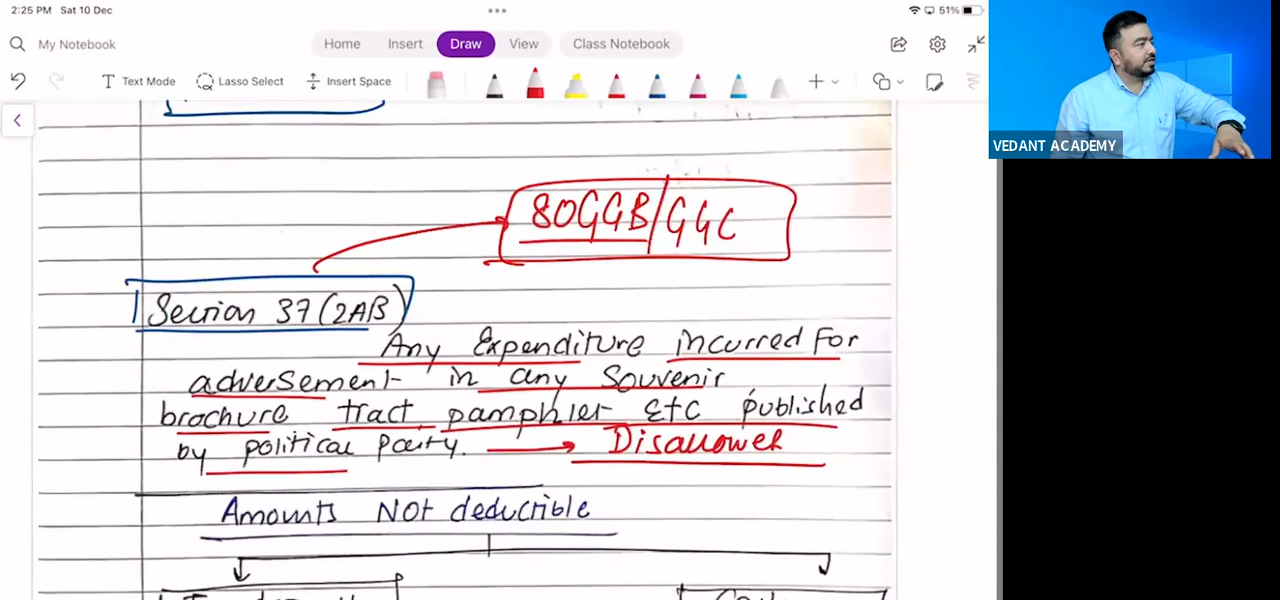 2:25 PM Sat 10 Dec
51%
My Notebook
Home Insert Draw View Class Notebook
Text Mode Lasso Select Insert Space
VEDANT ACADEMY
80GGB/GGC
Section 37 (2AB)
Any Expenditure incurred for
adversement in any Souvenir
brochure tract pamphlet Etc published
by political party. → Disallowed
Amounts NOT deductible